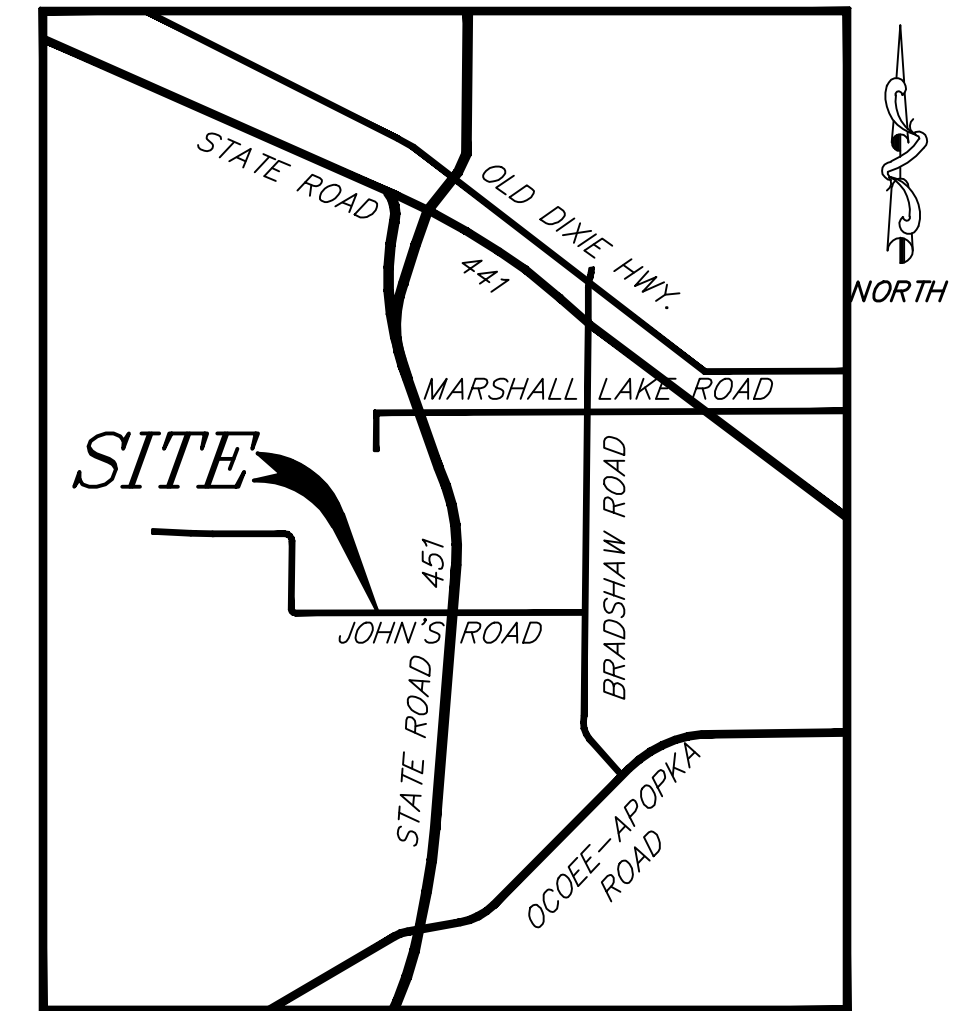 STATE ROAD
441
OLD DIXIE HWY.
NORTH
MARSHALL LAKE ROAD
SITE
451
BRADSHAW ROAD
JOHN'S ROAD
STATE ROAD
OCOEE-APOPKA
ROAD